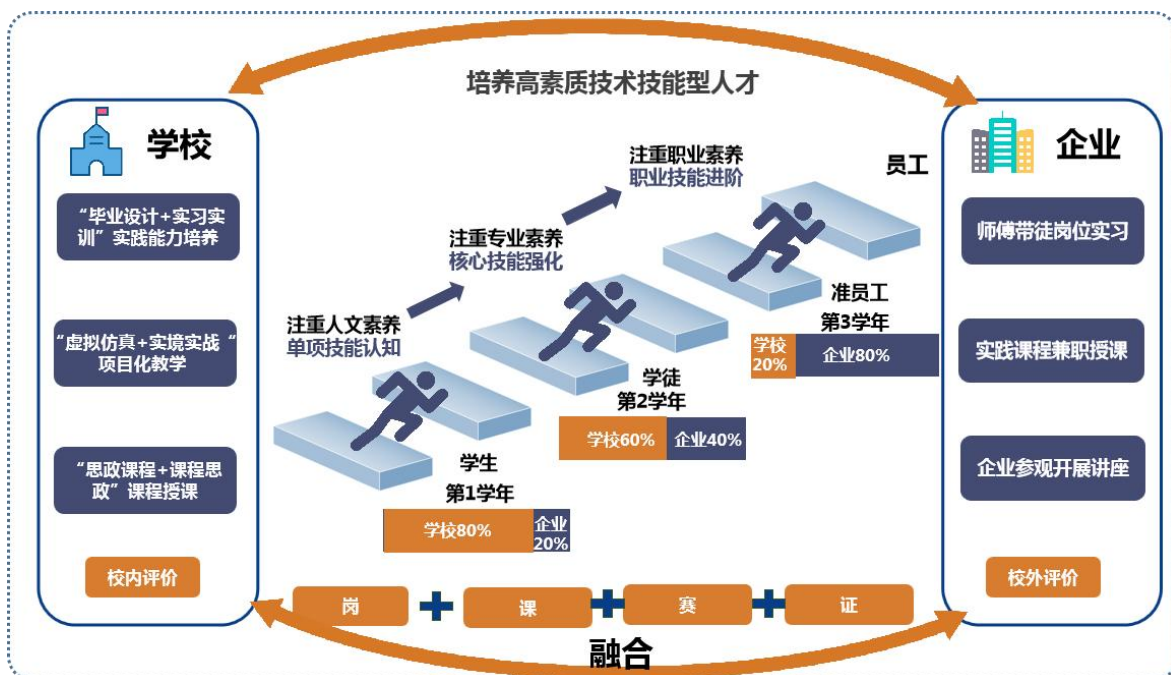 培养高素质技术技能型人才
学校
“毕业设计+实习实
训”实践能力培养
“虚拟仿真+实境实战“
项目化教学
“思政课程+课程思
政”课程授课
校内评价
注重人文素养
单项技能认知
注重专业素养
核心技能强化
注重职业素养
职业技能进阶
员工
学生
第1学年
学校80%
企业
20%
学徒
第2学年
学校60%
企业40%
准员工
第3学年
学校
20%
企业80%
企业
师傅带徒岗位实习
实践课程兼职授课
企业参观开展讲座
校外评价
岗
+
课
+
赛
+
证
融合